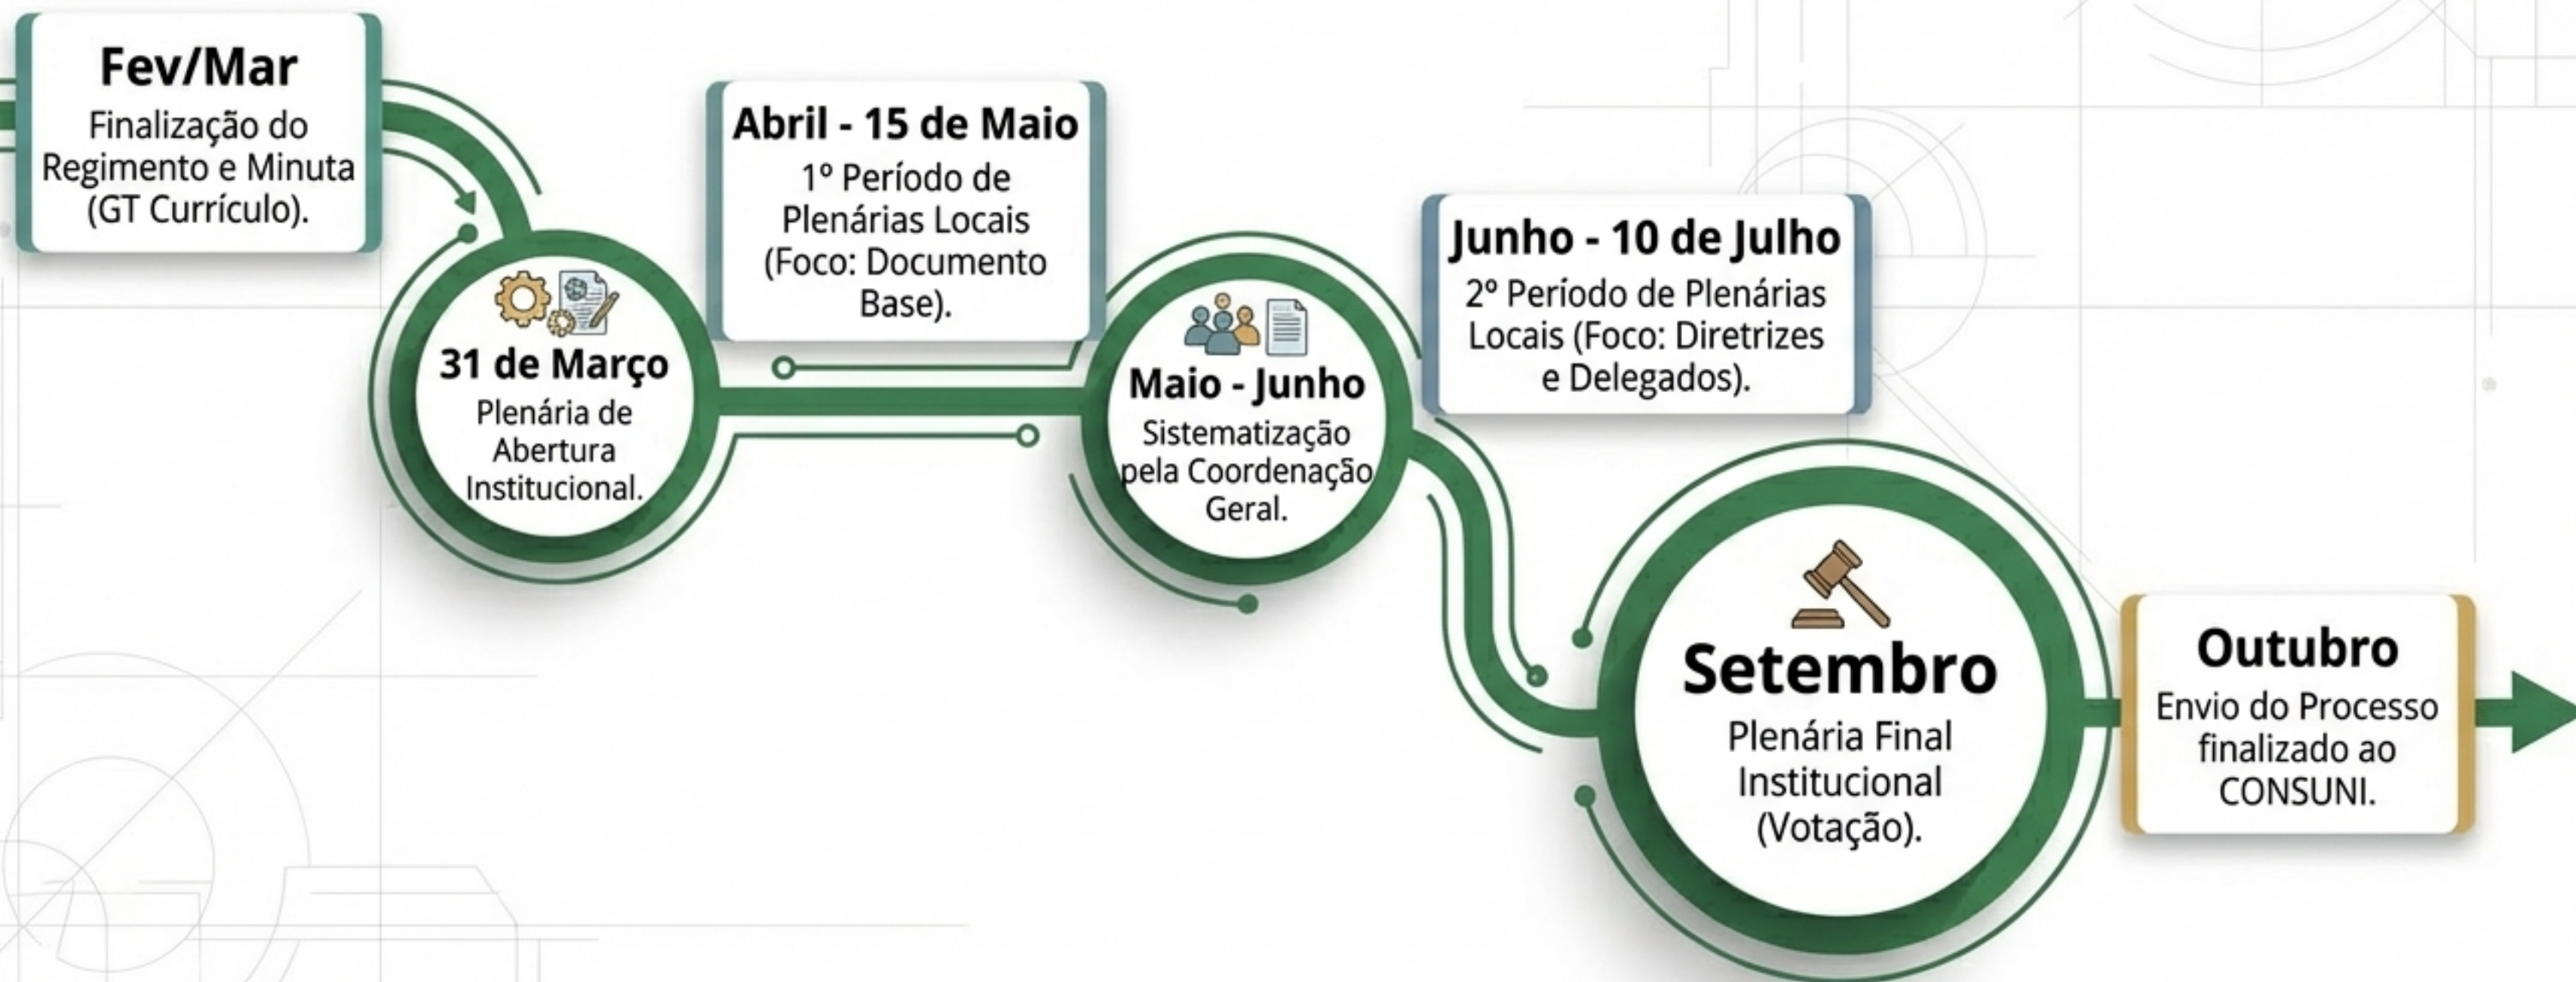 Fev/Mar
Finalização do
Regimento e Minuta
(GT Currículo).
31 de Março
Plenária de
Abertura
Institucional.
Abril - 15 de Maio
1º Período de
Plenárias Locais
(Foco: Documento
Base).
Maio - Junho
Sistematização
pela Coordenação
Geral.
Junho - 10 de Julho
2º Período de Plenárias
Locais (Foco: Diretrizes
e Delegados).
Setembro
Plenária Final
Institucional
(Votação).
Outubro
Envio do Processo
finalizado ao
CONSUNI.